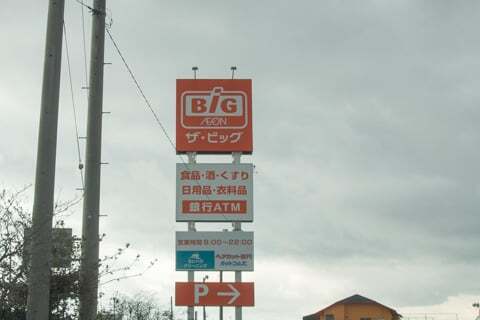 BiG
ÆON
ザ・ビッグ
食品・酒・くすり
日用品・衣料品
銀行ATM
営業時間 9:00~22:00
P →